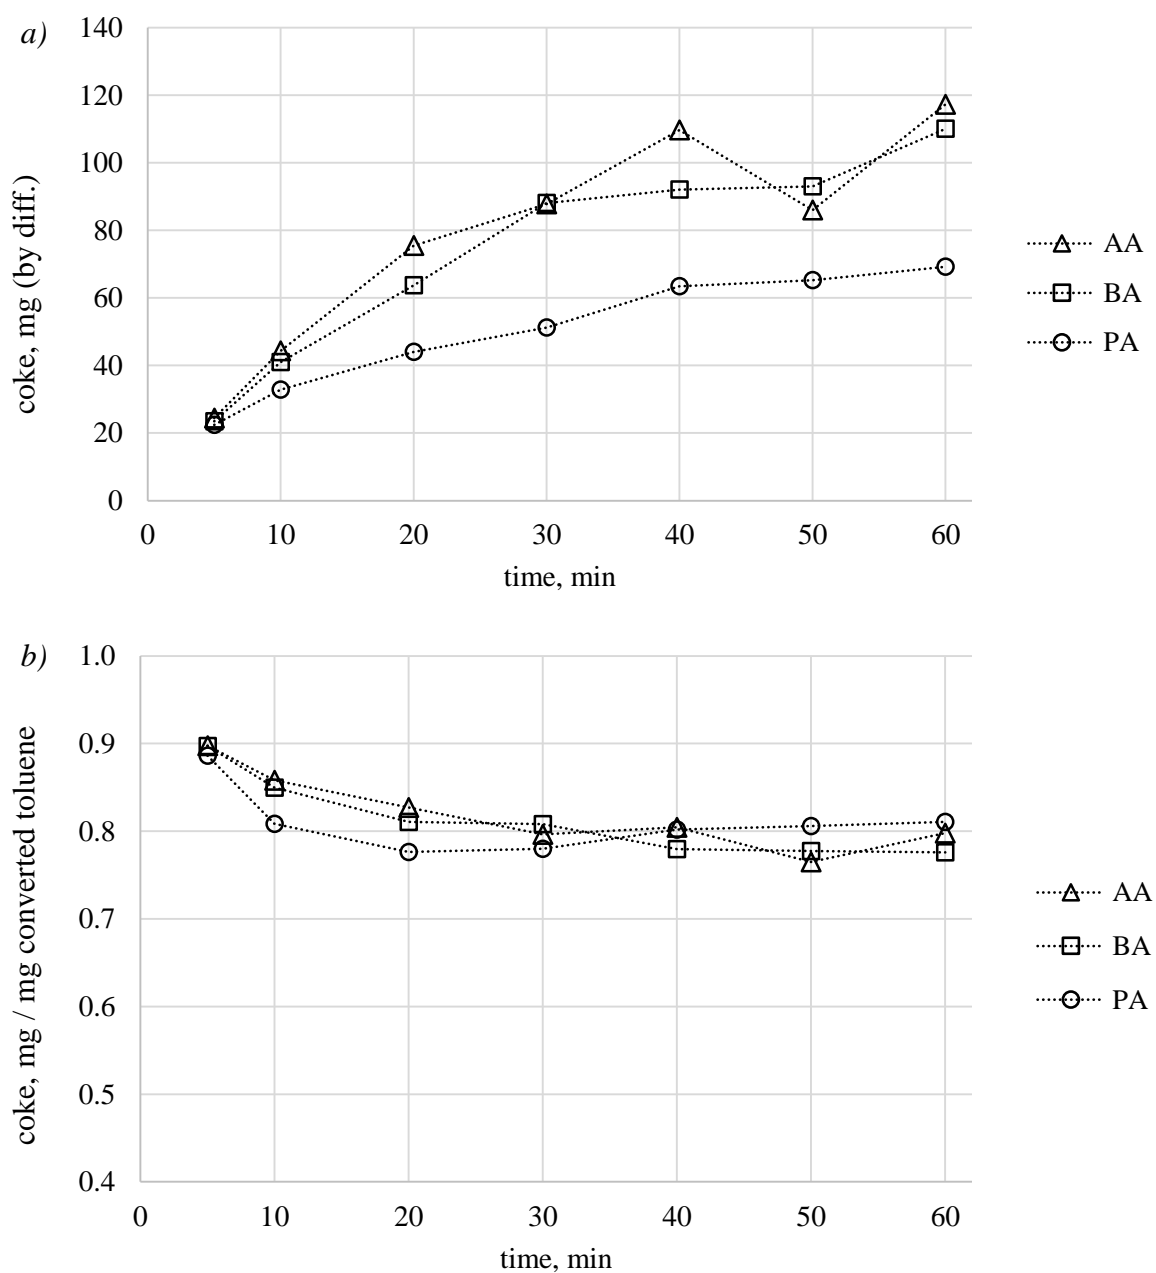 a)
140
120
100
80
60
40
20
0
coke, mg (by diff.)
0 10 20 30 40 50 60
time, min
AA
BA
PA
b)
1.0
0.9
0.8
0.7
0.6
0.5
0.4
coke, mg / mg converted toluene
0 10 20 30 40 50 60
time, min
AA
BA
PA